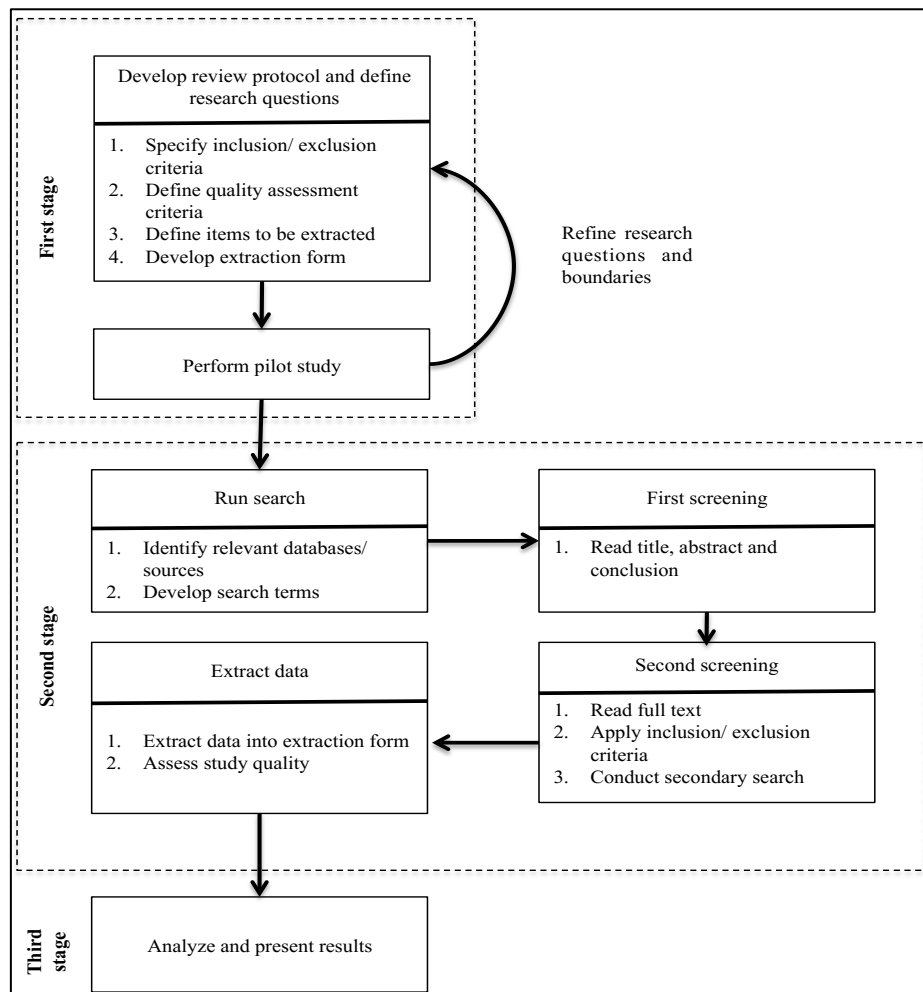 First stage
Develop review protocol and define
research questions
1. Specify inclusion/ exclusion
criteria
2. Define quality assessment
criteria
3. Define items to be extracted
4. Develop extraction form
Refine research
questions and
boundaries
Perform pilot study
Second stage
Run search
1. Identify relevant databases/
sources
2. Develop search terms
First screening
1. Read title, abstract and
conclusion
Second screening
1. Read full text
2. Apply inclusion/ exclusion
criteria
3. Conduct secondary search
Extract data
1. Extract data into extraction form
2. Assess study quality
Third
stage
Analyze and present results